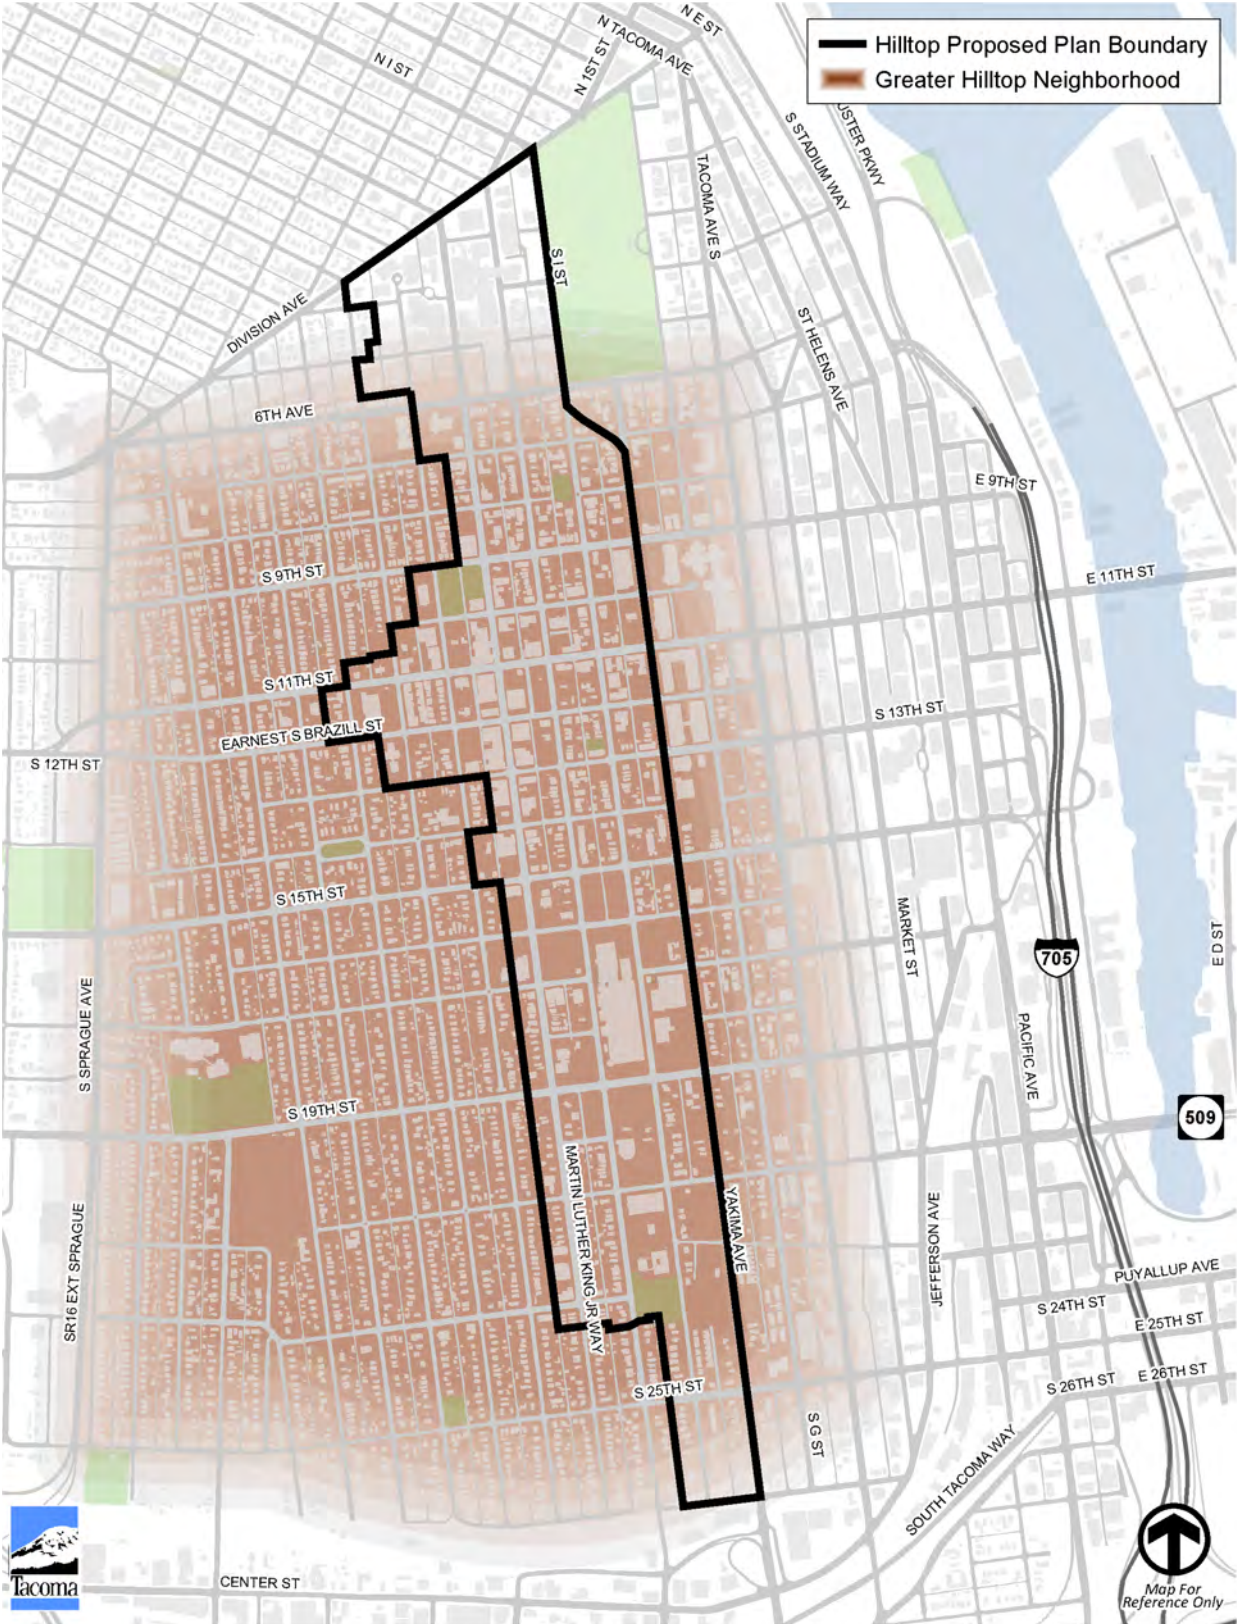 Hilltop Proposed Plan Boundary
Greater Hilltop Neighborhood
N E ST
N TACOMA AVE
N 1ST ST
N I ST
USTER PKWY
S STADIUM WAY
TACOMA AVE S
S I ST
DIVISION AVE
ST HELENS AVE
6TH AVE
E 9TH ST
S 9TH ST
E 11TH ST
S 11TH ST
S 13TH ST
EARNEST S BRAZILL ST
S 12TH ST
S 15TH ST
MARKET ST
E D ST
705
S SPRAGUE AVE
PACIFIC AVE
S 19TH ST
509
MARTIN LUTHER KING JR WAY
YAKIMA AVE
JEFFERSON AVE
SR16 EXT SPRAGUE
PUYALLUP AVE
S 24TH ST
E 25TH ST
S 25TH ST
S 26TH ST
E 26TH ST
S G ST
SOUTH TACOMA WAY
CENTER ST
Tacoma
Map For
Reference Only